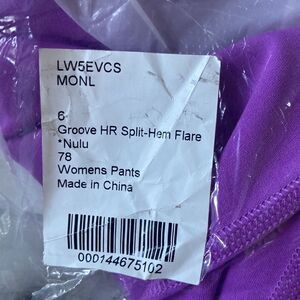 LW5EVCS
MONL
6
Groove HR Split-Hem Flare
*Nulu
78
Womens Pants
Made in China
000144675102